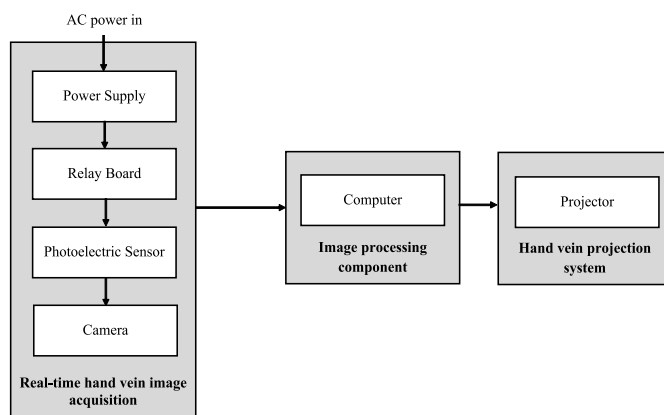 AC power in
Power Supply
Relay Board
Photoelectric Sensor
Camera
Real-time hand vein image
acquisition
Computer
Image processing
component
Projector
Hand vein projection
system